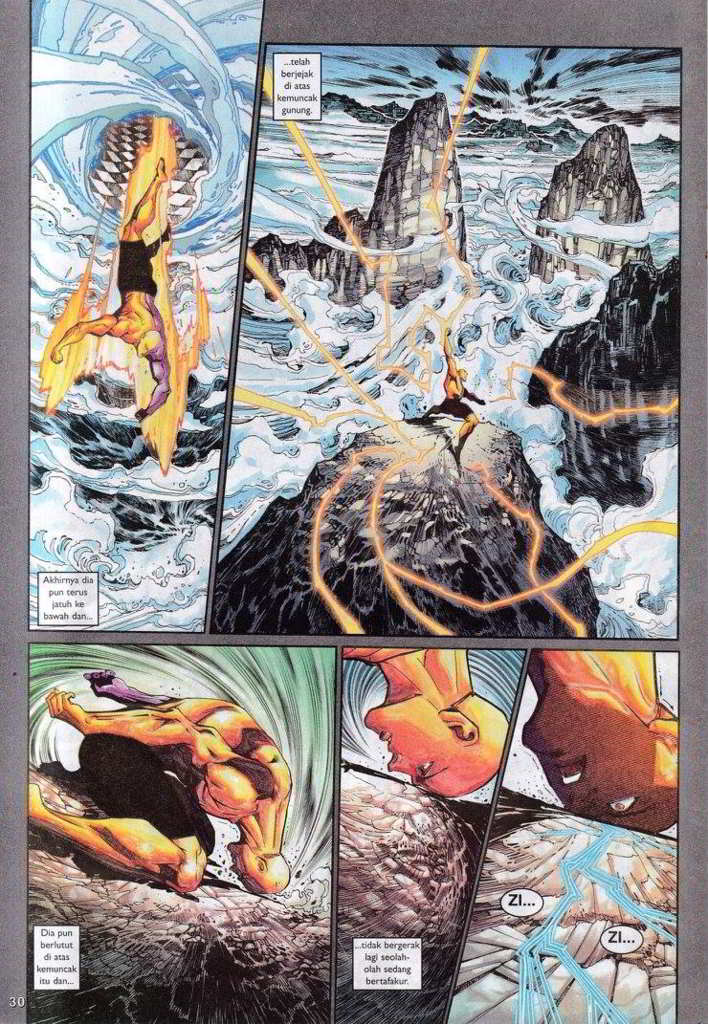 Akhirnya dia
pun terus
jatuh ke
bawah dan...
...telah
berjejak
di atas
kemuncak
gunung.
Dia pun
berlutut
di atas
kemuncak
itu dan...
...tidak bergerak
lagi seolah-
olah sedang
bertafakur.
ZI...
ZI...
30